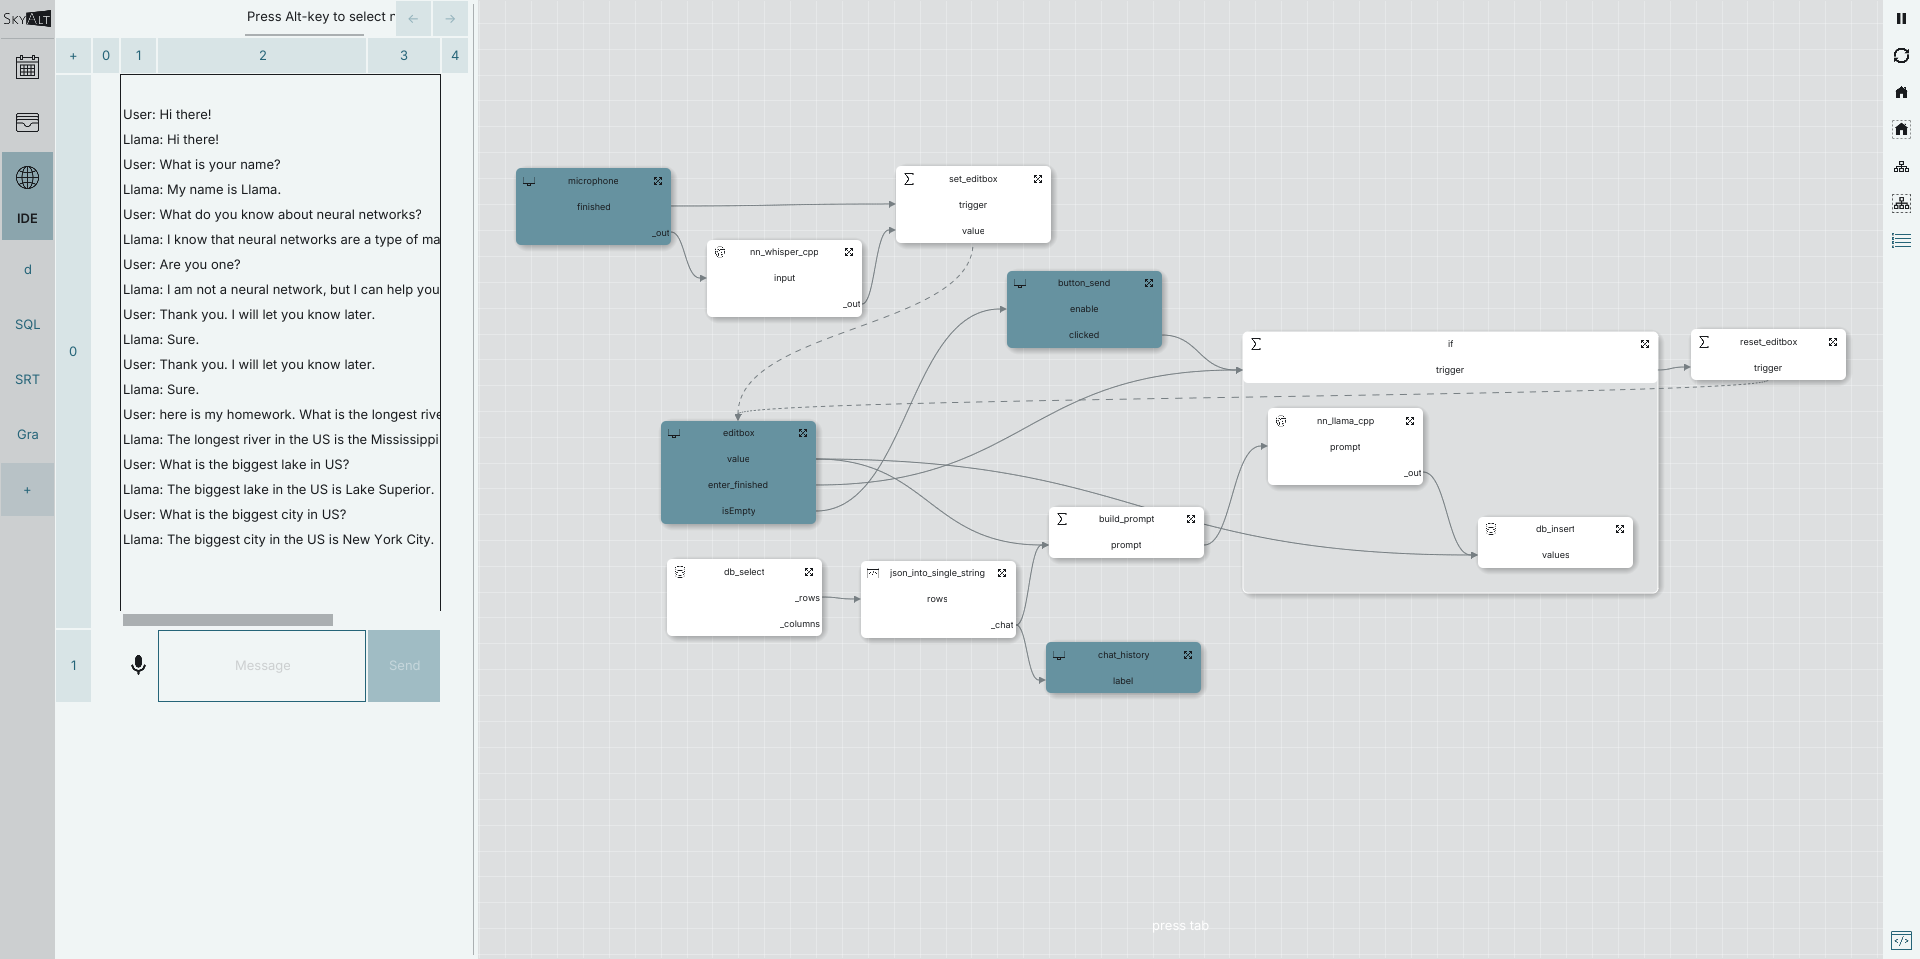 SKYALT
Press Alt-key to select n
← →
+ 0 1 2 3 4
IDE
d
SQL
SRT
Gra
+
0
User: Hi there!
Llama: Hi there!
User: What is your name?
Llama: My name is Llama.
User: What do you know about neural networks?
Llama: I know that neural networks are a type of ma
User: Are you one?
Llama: I am not a neural network, but I can help you
User: Thank you. I will let you know later.
Llama: Sure.
User: Thank you. I will let you know later.
Llama: Sure.
User: here is my homework. What is the longest rive
Llama: The longest river in the US is the Mississippi
User: What is the biggest lake in US?
Llama: The biggest lake in the US is Lake Superior.
User: What is the biggest city in US?
Llama: The biggest city in the US is New York City.
1
Message
Send
microphone
finished
_out
nn_whisper_cpp
input
_out
set_editbox
trigger
value
button_send
enable
clicked
if
trigger
reset_editbox
trigger
nn_llama_cpp
prompt
_out
db_insert
values
editbox
value
enter_finished
isEmpty
build_prompt
prompt
db_select
_rows
_columns
json_into_single_string
rows
_chat
chat_history
label
press tab